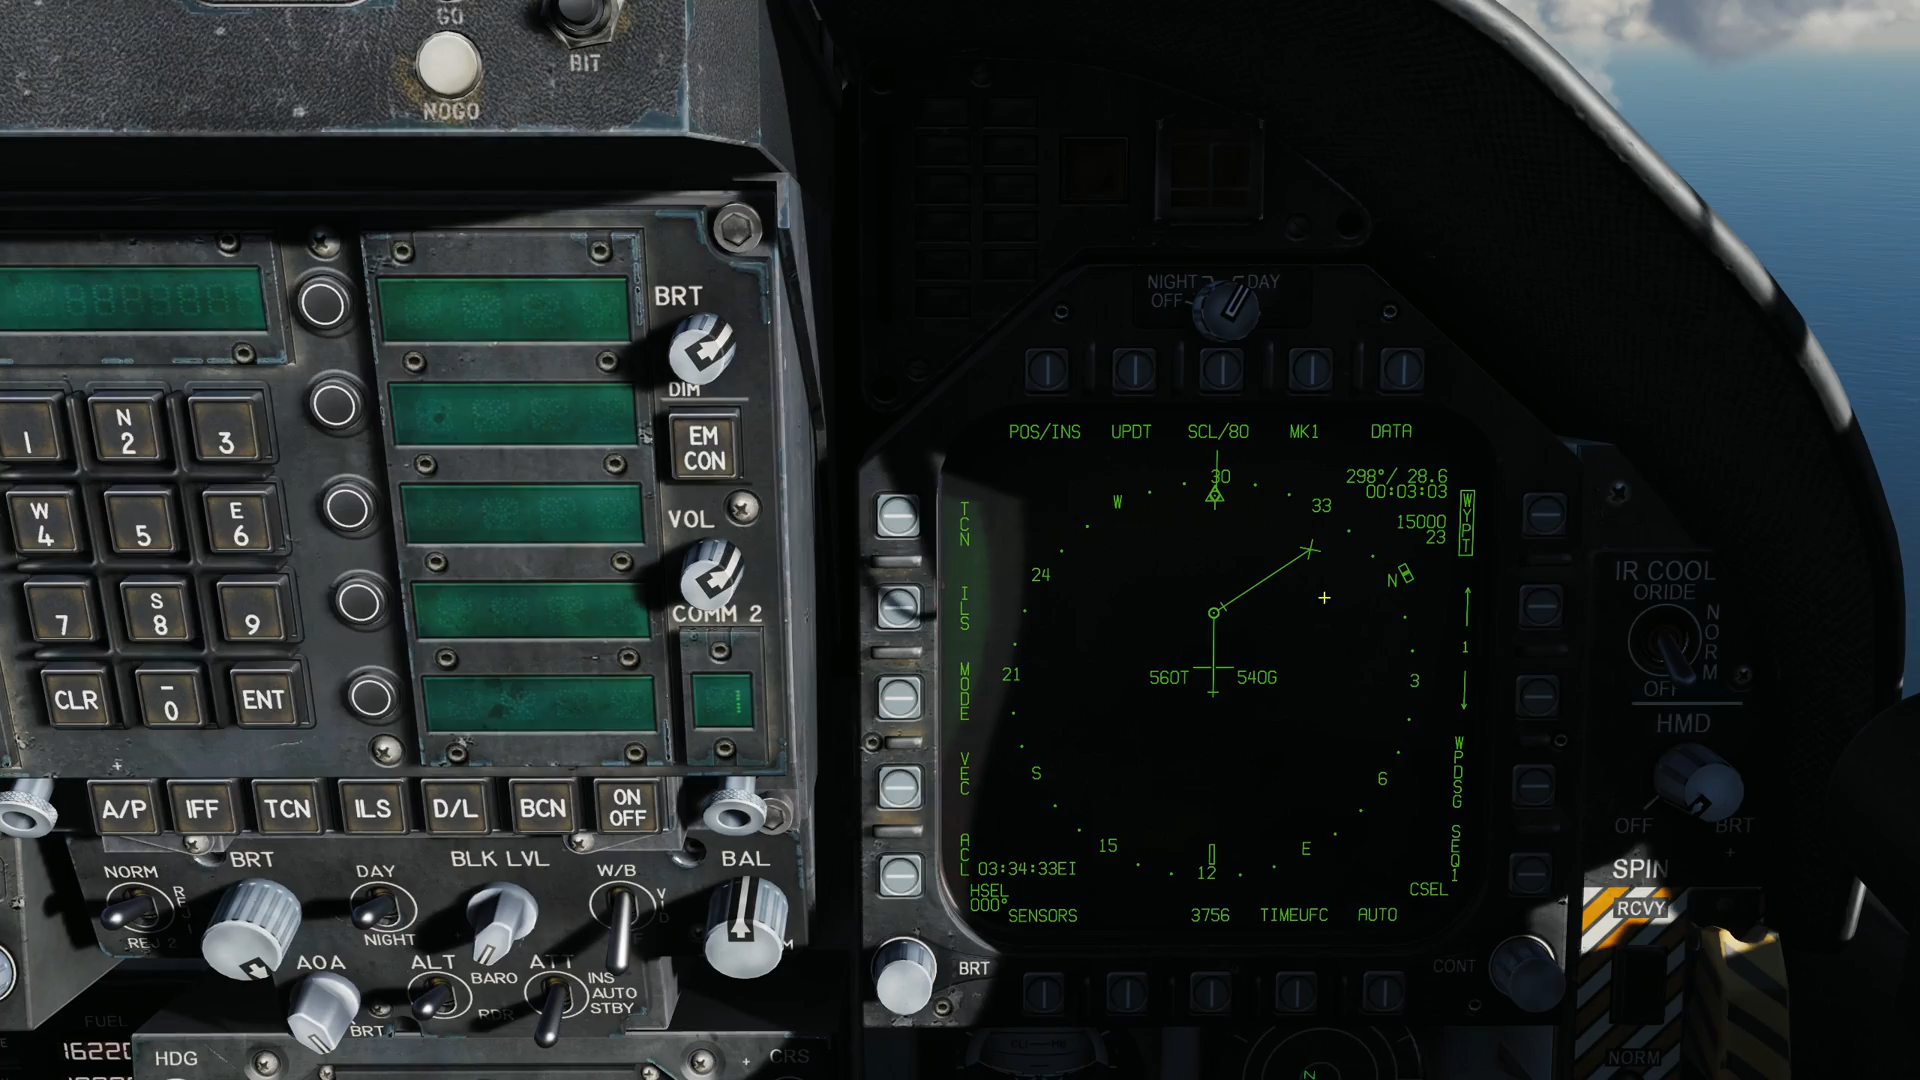 GO
NOGO
BIT
BRT
DIM
EM
CON
VOL
COMM 2
1
N
2
3
W
4
5
E
6
7
S
8
9
CLR
–
0
ENT
A/P
IFF
TCN
ILS
D/L
BCN
ON
OFF
NORM
REJ 2
BRT
DAY
NIGHT
BLK LVL
W/B
BAL
AOA
BRT
ALT
BARO
RDR
ATT
INS
AUTO
STBY
FUEL
HDG
CRS
NIGHT
DAY
OFF
POS/INS
UPDT
SCL/80
MK1
DATA
298°/ 28.6
00:03:03
15000
23
WYPT
TCN
ILS
MODE
VEC
ACL
30
33
N
3
6
E
12
15
S
21
24
W
560T
540G
1
WPDSG
SEQ1
03:34:33EI
HSEL
000°
CSEL
SENSORS
3756
TIMEUFC
AUTO
BRT
CONT
IR COOL
ORIDE
NORM
OFF
HMD
OFF
BRT
SPIN
RCVY
NORM
N